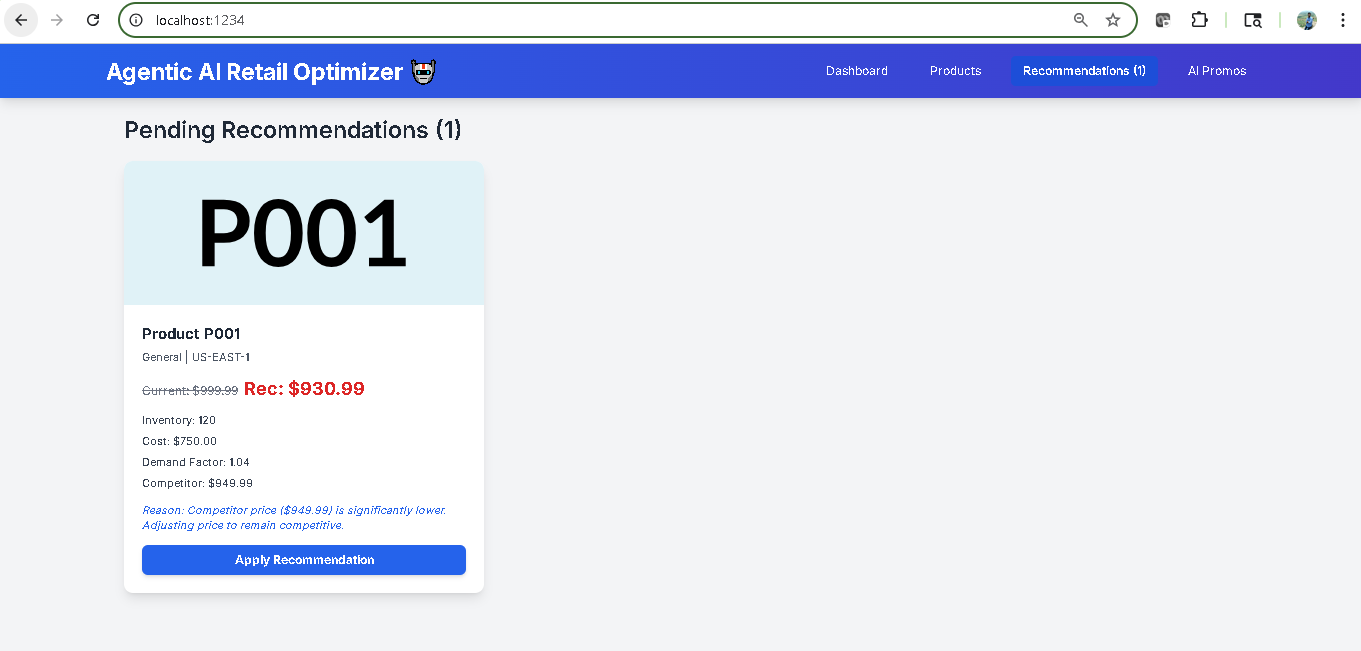 localhost:1234
Agentic AI Retail Optimizer
Dashboard
Products
Recommendations (1)
AI Promos
Pending Recommendations (1)
P001
Product P001
General | US-EAST-1
Current: $999.99 Rec: $930.99
Inventory: 120
Cost: $750.00
Demand Factor: 1.04
Competitor: $949.99
Reason: Competitor price ($949.99) is significantly lower.
Adjusting price to remain competitive.
Apply Recommendation